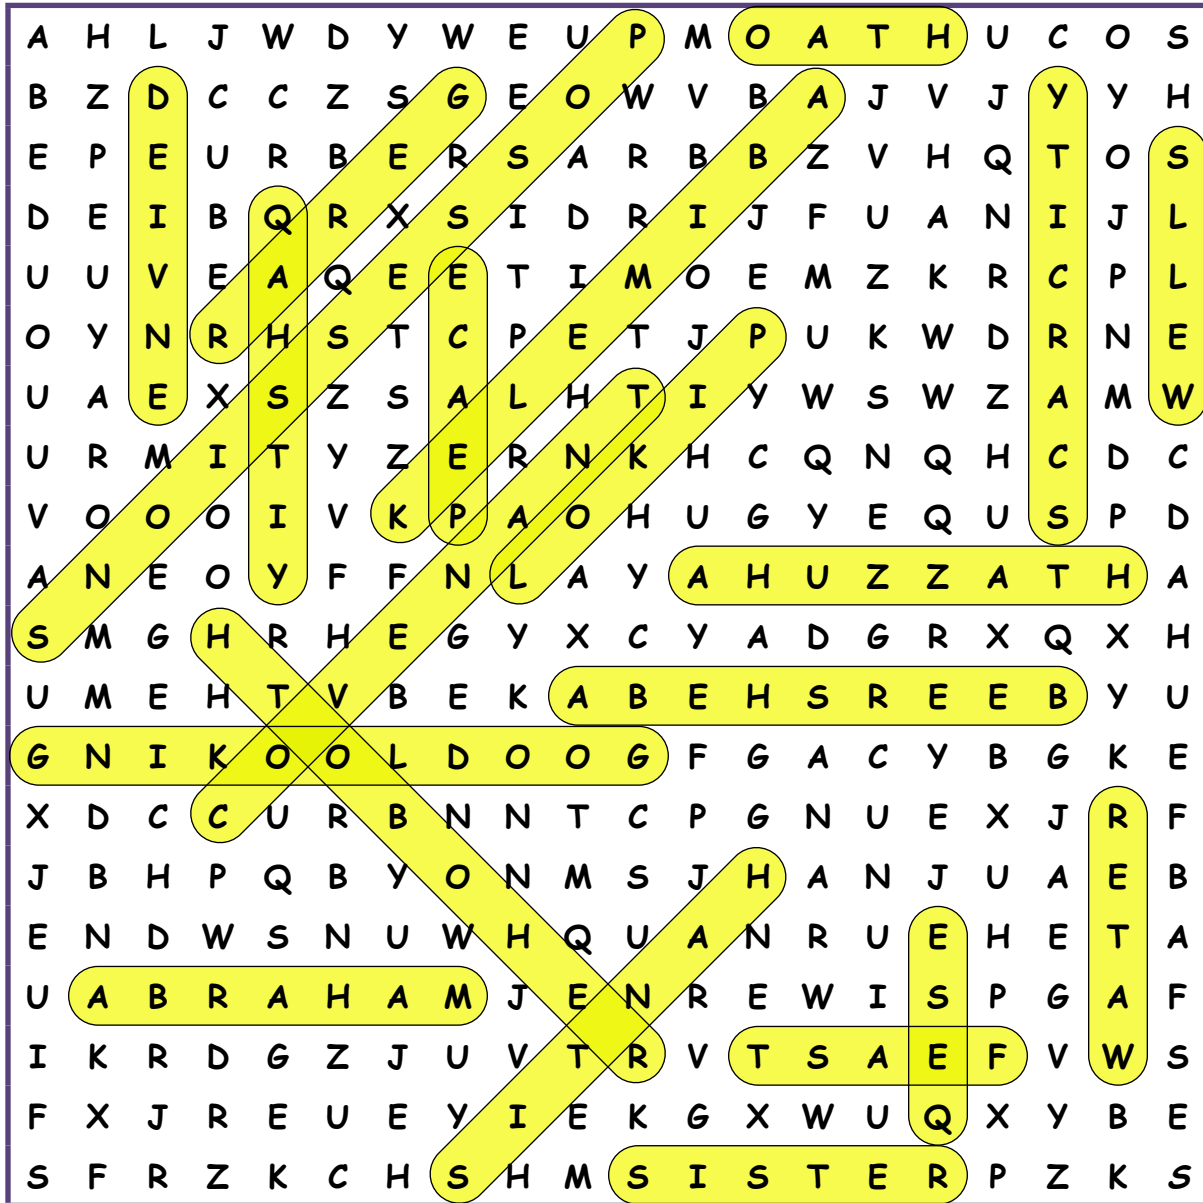 A H L J W D Y W E U P M O A T H U C O S
B Z D C C Z S G E O W V B A J V J Y Y H
E P E U R B E R S A R B B Z V H Q T O S
D E I B Q R X S I D R I J F U A N I J L
U U V E A Q E E T I M O E M Z K R C P L
O Y N R H S T C P E T J P U K W D R N E
U A E X S Z S A L H T I Y W S W Z A M W
U R M I T Y Z E R N K H C Q N Q H C D C
V O O O I V K P A O H U G Y E Q U S P D
A N E O Y F F N L A Y A H U Z Z A T H A
S M G H R H E G Y X C Y A D G R X Q X H
U M E H T V B E K A B E H S R E E B Y U
G N I K O O L D O O G F G A C Y B G K E
X D C C U R B N N T C P G N U E X J R F
J B H P Q B Y O N M S J H A N J U A E B
E N D W S N U W H Q U A N R U E H E T A
U A B R A H A M J E N R E W I S P G A F
I K R D G Z J U V T R V T S A E F V W S
F X J R E U E Y I E K G X W U Q X Y B E
S F R Z K C H S H M S I S T E R P Z K S